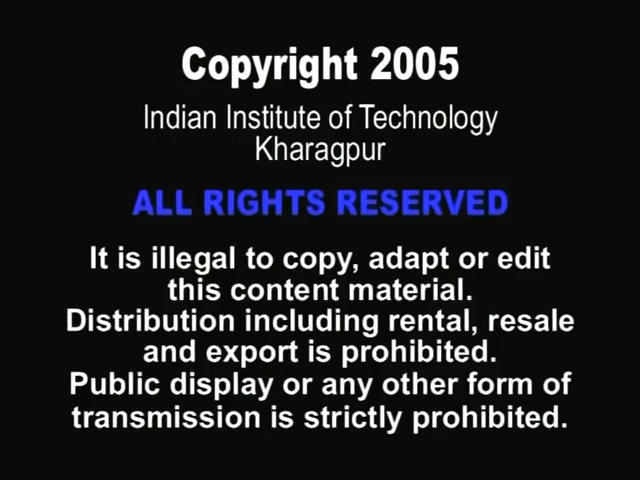 Copyright 2005
Indian Institute of Technology
Kharagpur
ALL RIGHTS RESERVED
It is illegal to copy, adapt or edit
this content material.
Distribution including rental, resale
and export is prohibited.
Public display or any other form of
transmission is strictly prohibited.